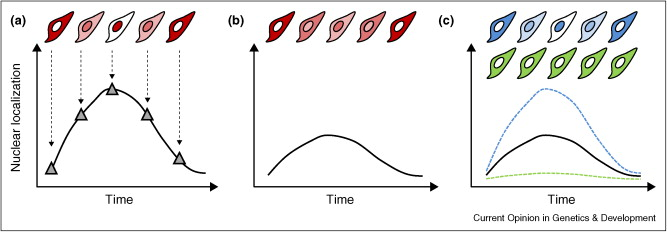 (a)
(b)
(c)
Nuclear localization
Time
Time
Time
Current Opinion in Genetics & Development